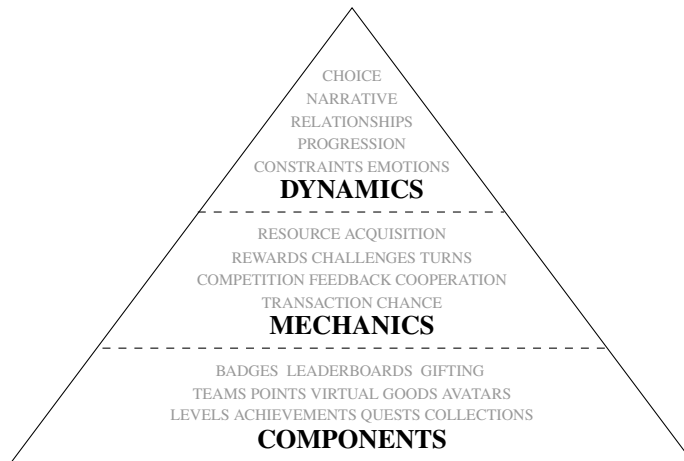 CHOICE
NARRATIVE
RELATIONSHIPS
PROGRESSION
CONSTRAINTS EMOTIONS
DYNAMICS
RESOURCE ACQUISITION
REWARDS CHALLENGES TURNS
COMPETITION FEEDBACK COOPERATION
TRANSACTION CHANCE
MECHANICS
BADGES LEADERBOARDS GIFTING
TEAMS POINTS VIRTUAL GOODS AVATARS
LEVELS ACHIEVEMENTS QUESTS COLLECTIONS
COMPONENTS